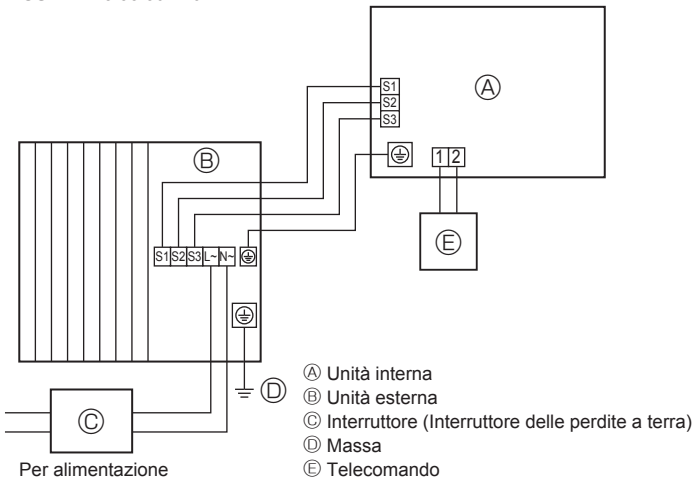 Ⓐ
S1
S2
S3
1 2
Ⓑ
Ⓔ
S1 S2 S3 L~ N~
Ⓓ
Ⓒ
Per alimentazione
Ⓐ Unità interna
Ⓑ Unità esterna
Ⓒ Interruttore (Interruttore delle perdite a terra)
Ⓓ Massa
Ⓔ Telecomando